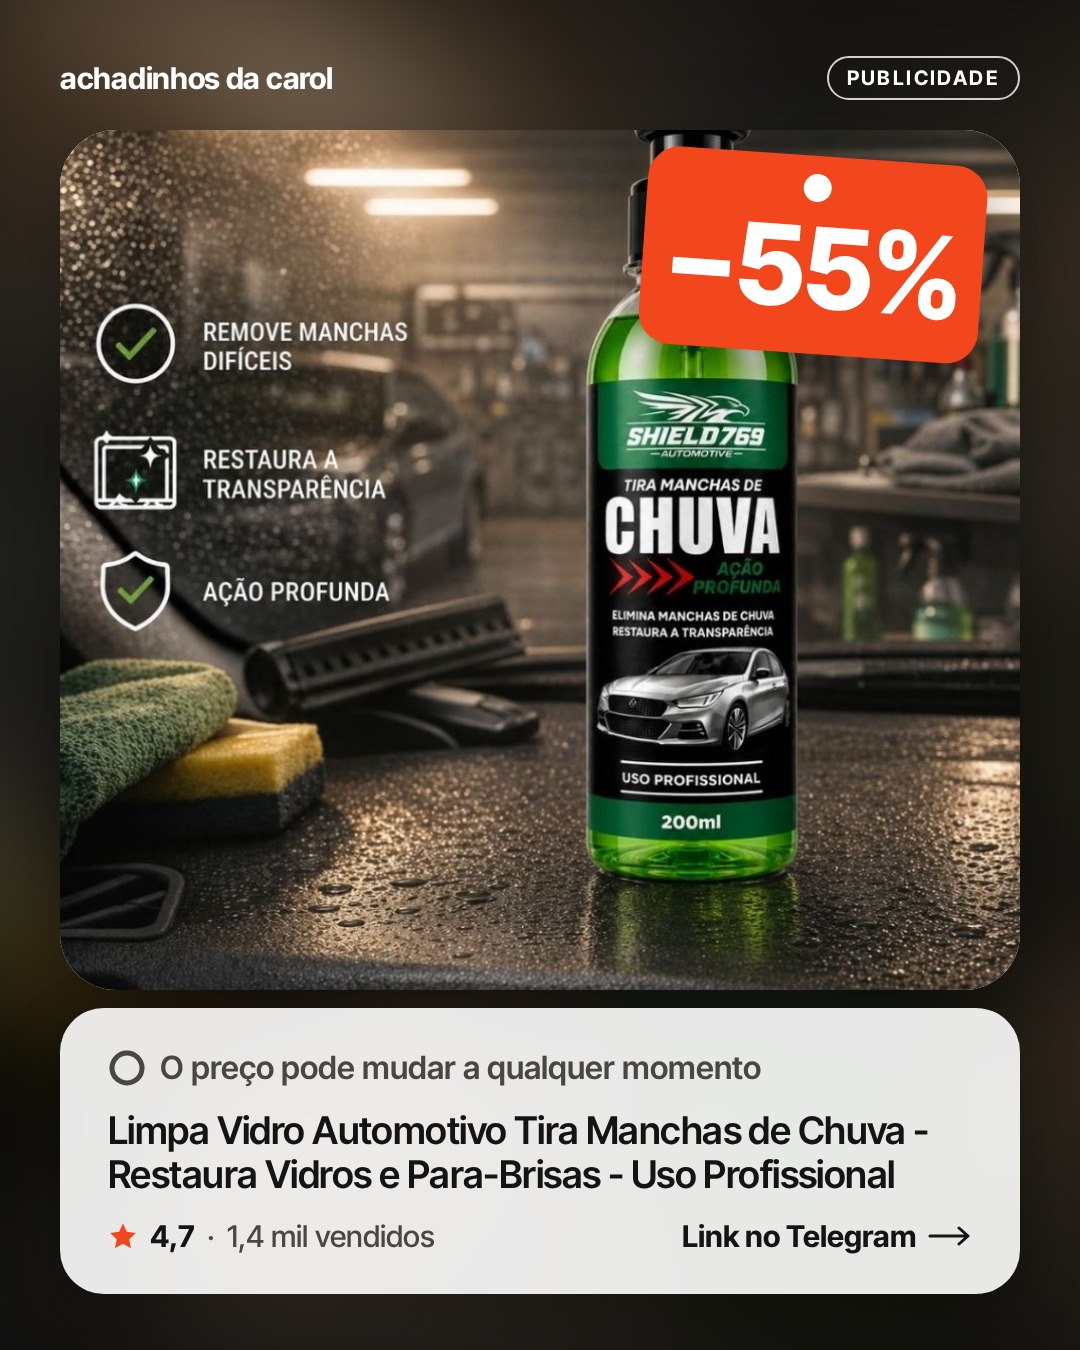 achadinhos da carol
PUBLICIDADE
-55%
REMOVE MANCHAS
DIFÍCEIS
RESTAURA A
TRANSPARÊNCIA
AÇÃO PROFUNDA
SHIELD769
AUTOMOTIVE
TIRA MANCHAS DE
CHUVA
AÇÃO
PROFUNDA
ELIMINA MANCHAS DE CHUVA
RESTAURA A TRANSPARÊNCIA
USO PROFISSIONAL
200ml
O preço pode mudar a qualquer momento
Limpa Vidro Automotivo Tira Manchas de Chuva -
Restaura Vidros e Para-Brisas - Uso Profissional
4,7 · 1,4 mil vendidos
Link no Telegram →